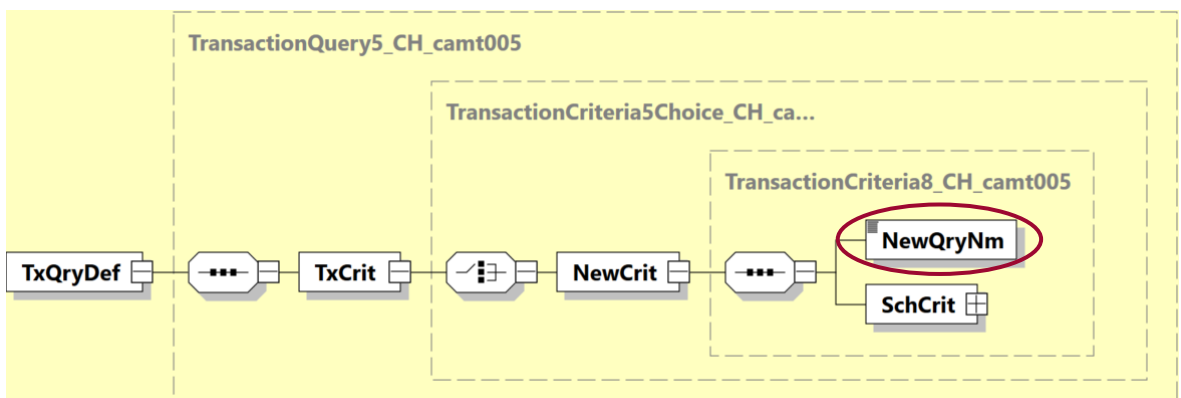 TransactionQuery5_CH_camt005
TransactionCriteria5Choice_CH_ca...
TransactionCriteria8_CH_camt005
NewQryNm
TxQryDef
TxCrit
NewCrit
SchCrit